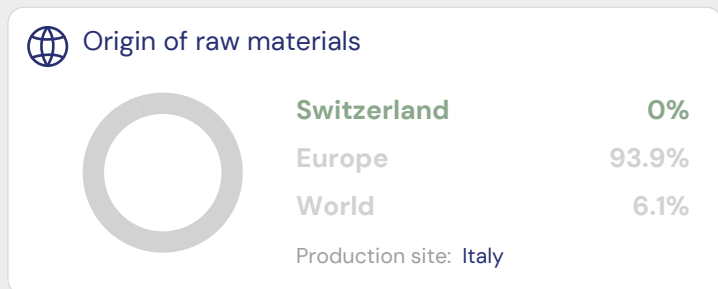 Origin of raw materials
Switzerland 0%
Europe 93.9%
World 6.1%
Production site: Italy